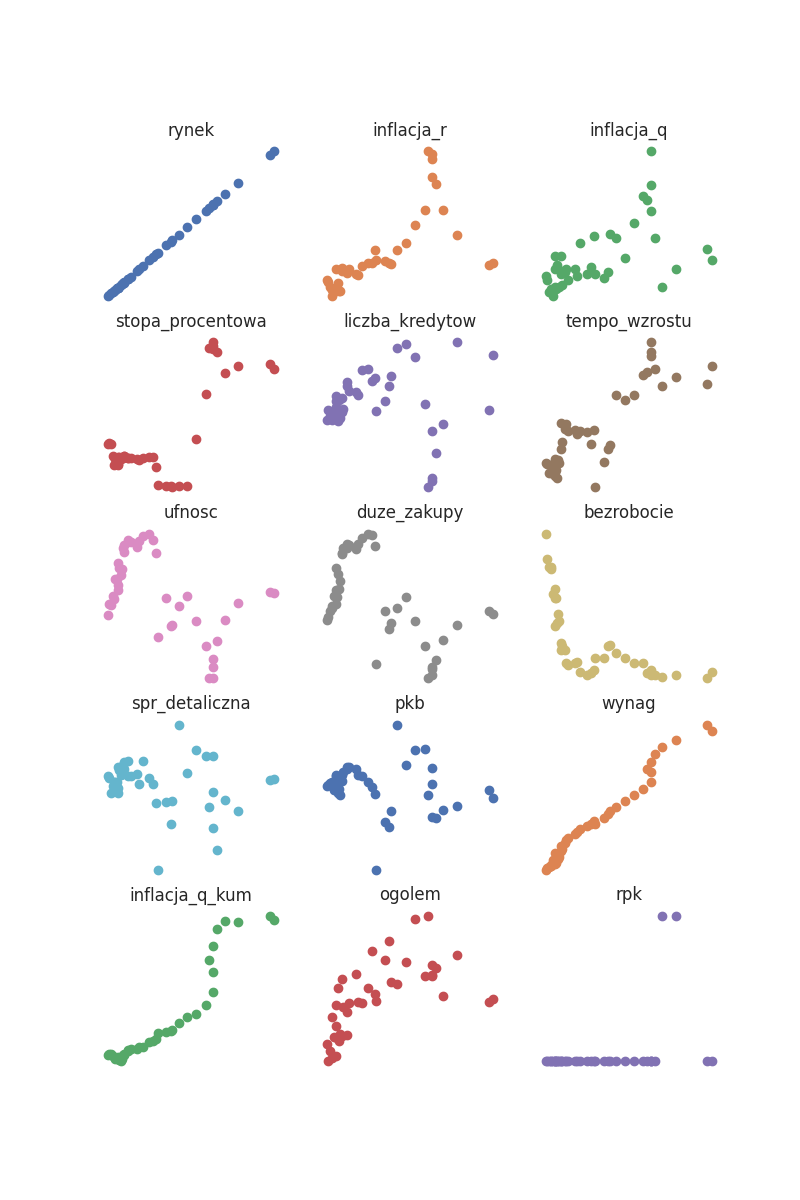 rynek
inflacja_r
inflacja_q
stopa_procentowa
liczba_kredytow
tempo_wzrostu
ufnosc
duze_zakupy
bezrobocie
spr_detaliczna
pkb
wynag
inflacja_q_kum
ogolem
rpk